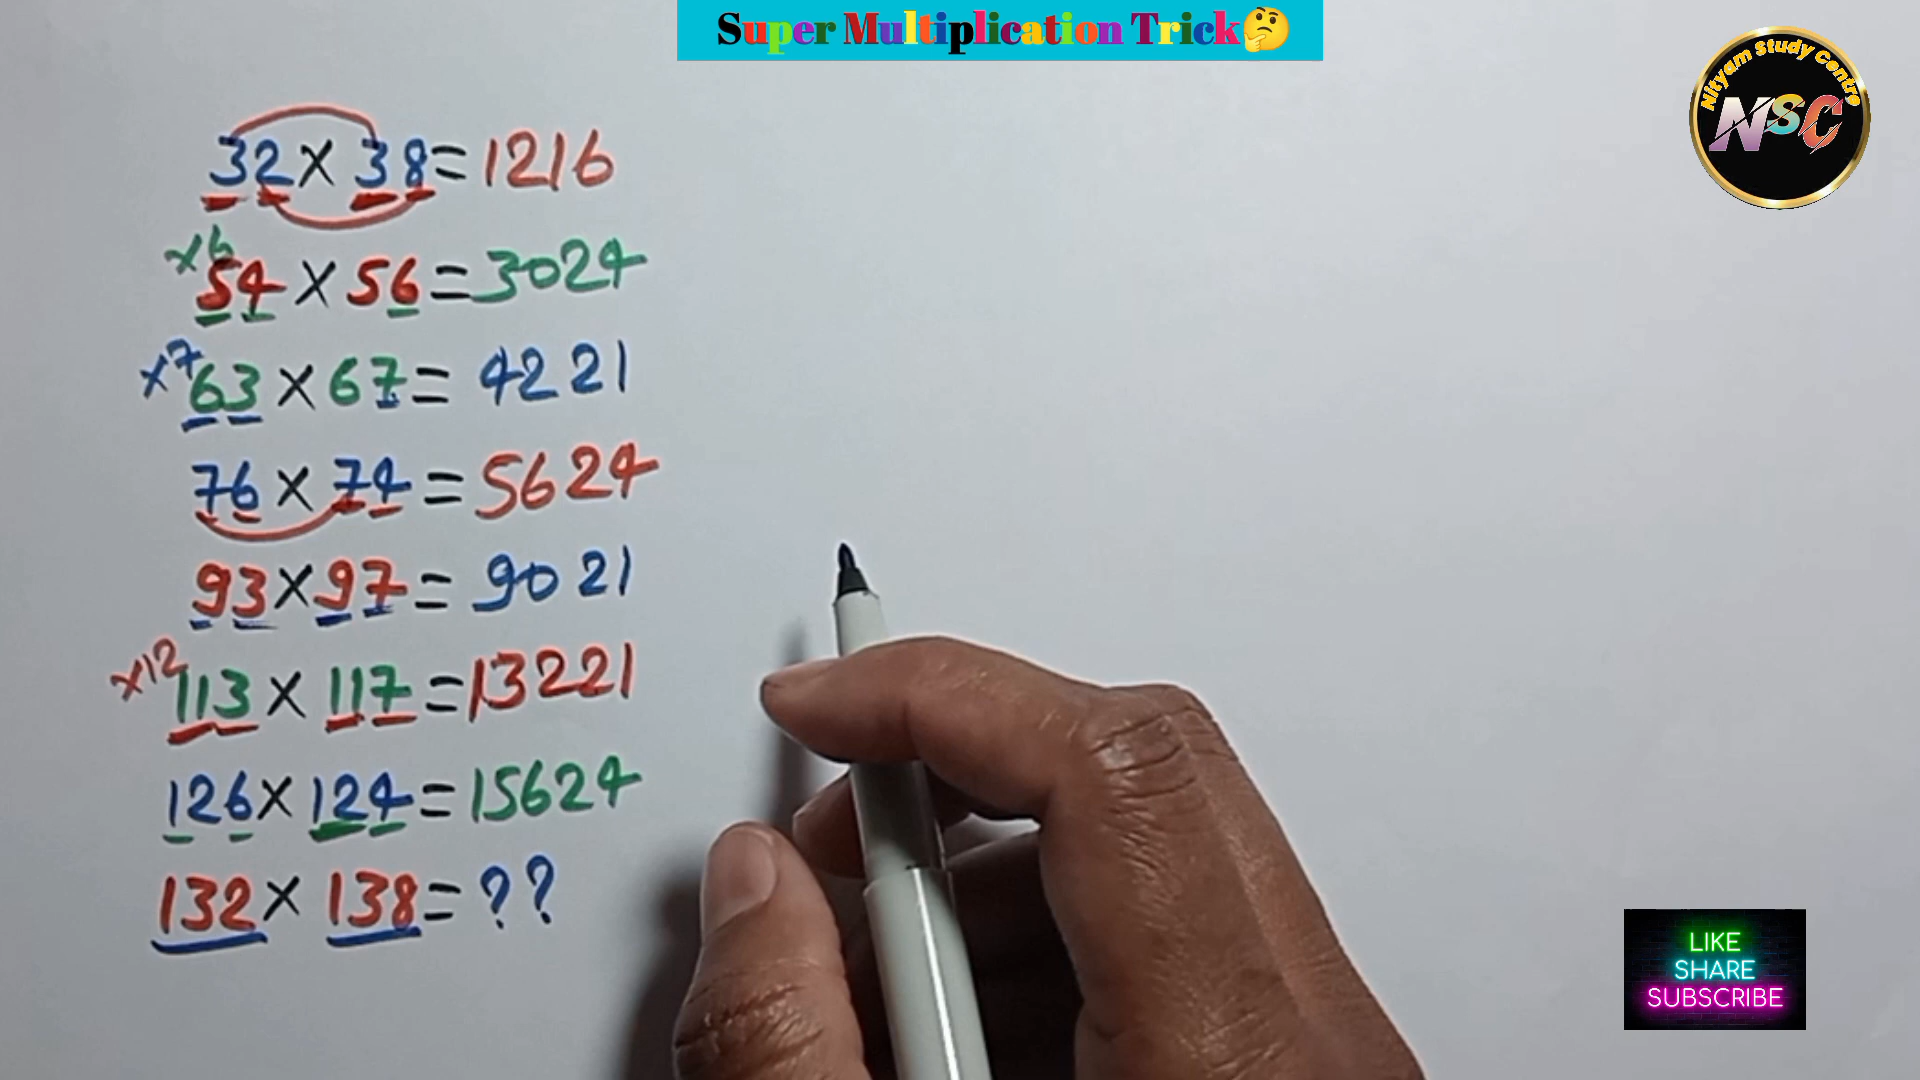 Super Multiplication Trick🤔
Nityam Study Centre
NSC
32 × 38 = 1216
×6
54 × 56 = 3024
×7
63 × 67 = 4221
76 × 74 = 5624
93 × 97 = 9021
×12
113 × 117 = 13221
126 × 124 = 15624
132 × 138 = ??
LIKE
SHARE
SUBSCRIBE